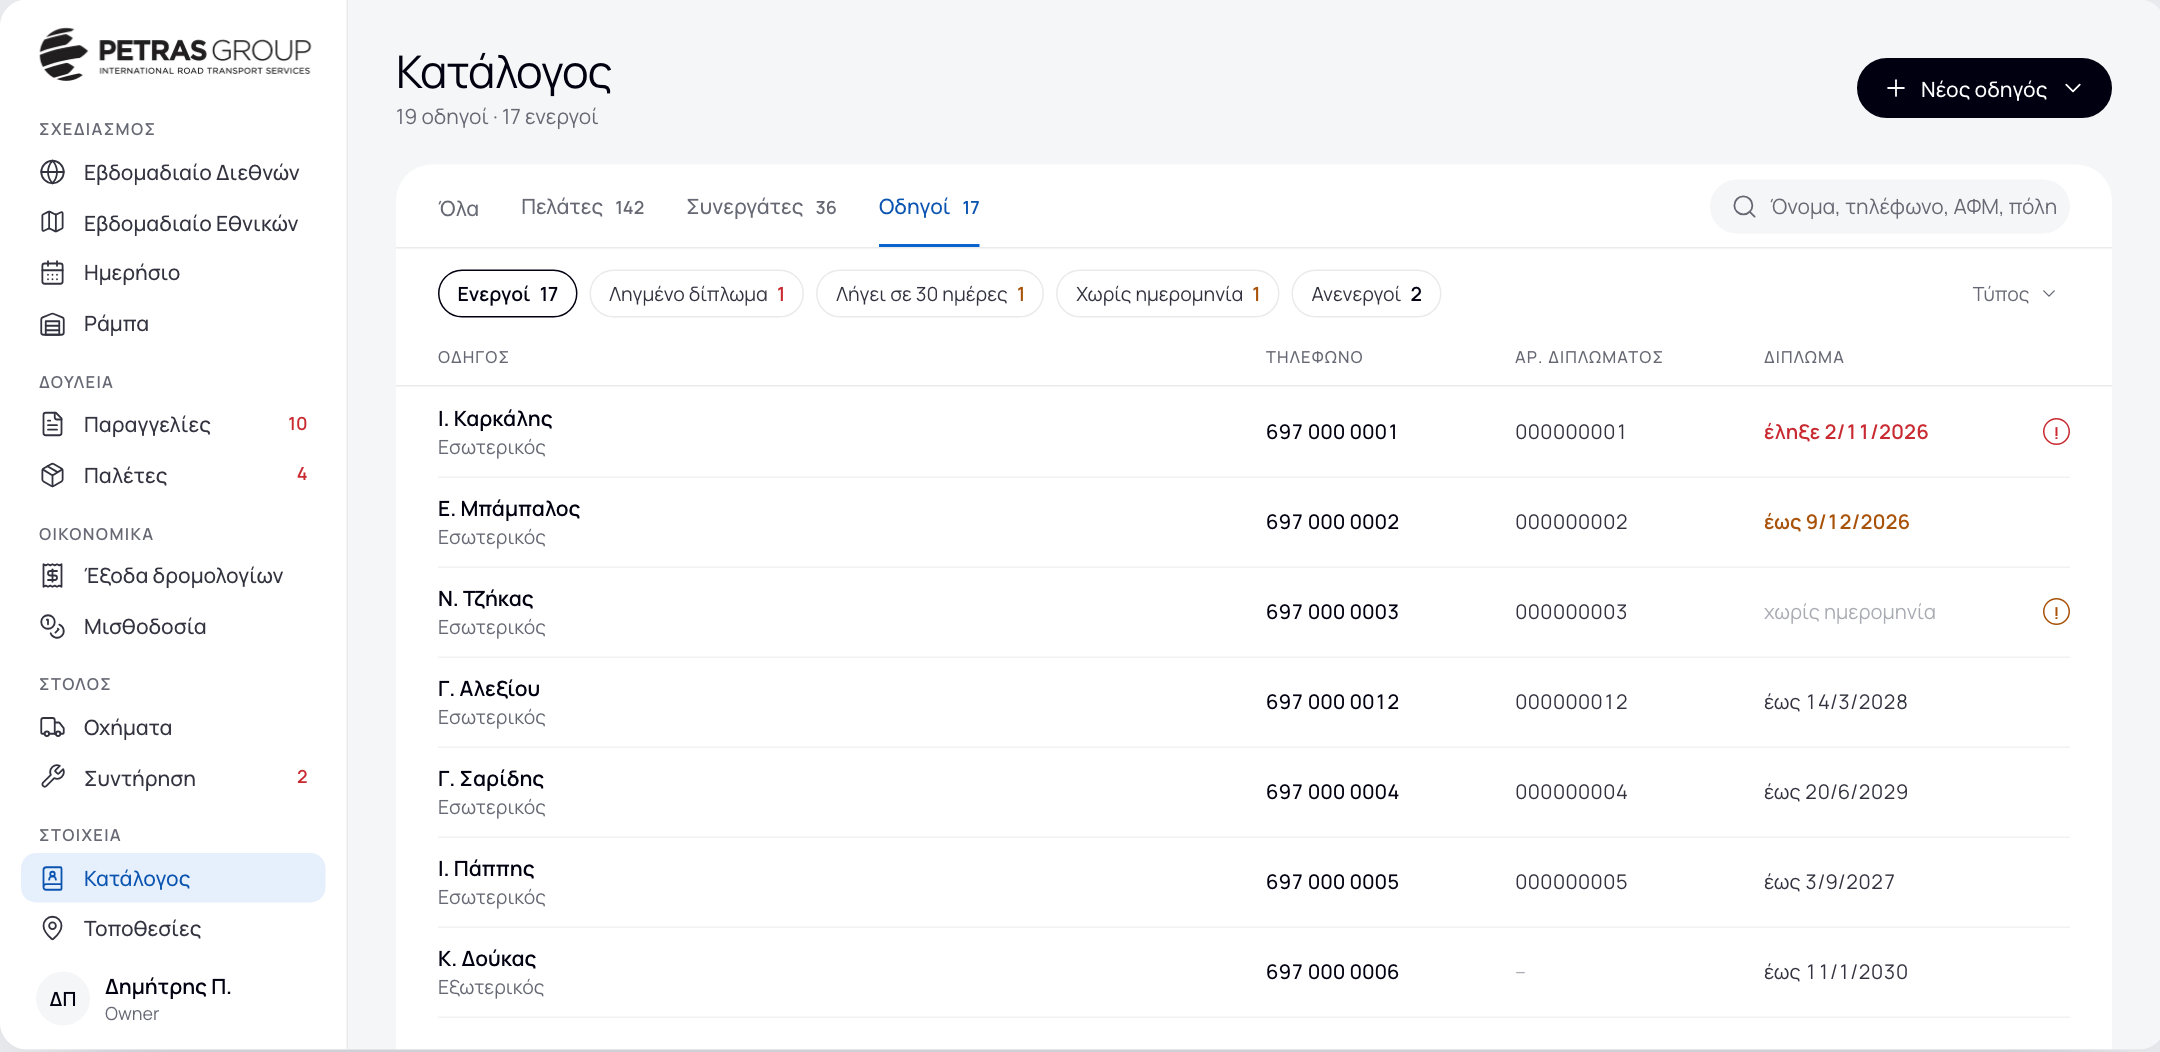 PETRAS GROUP
INTERNATIONAL ROAD TRANSPORT SERVICES
ΣΧΕΔΙΑΣΜΟΣ
Εβδομαδιαίο Διεθνών
Εβδομαδιαίο Εθνικών
Ημερήσιο
Ράμπα
ΔΟΥΛΕΙΑ
Παραγγελίες 10
Παλέτες 4
ΟΙΚΟΝΟΜΙΚΑ
Έξοδα δρομολογίων
Μισθοδοσία
ΣΤΟΛΟΣ
Οχήματα
Συντήρηση 2
ΣΤΟΙΧΕΙΑ
Κατάλογος
Τοποθεσίες
ΔΠ
Δημήτρης Π.
Owner
Κατάλογος
19 οδηγοί · 17 ενεργοί
Νέος οδηγός
Όλα Πελάτες 142 Συνεργάτες 36 Οδηγοί 17 Όνομα, τηλέφωνο, ΑΦΜ, πόλη
Ενεργοί 17 Ληγμένο δίπλωμα 1 Λήγει σε 30 ημέρες 1 Χωρίς ημερομηνία 1 Ανενεργοί 2 Τύπος
ΟΔΗΓΟΣ ΤΗΛΕΦΩΝΟ ΑΡ. ΔΙΠΛΩΜΑΤΟΣ ΔΙΠΛΩΜΑ
Ι. Καρκάλης
Εσωτερικός
697 000 0001 000000001 έληξε 2/11/2026
Ε. Μπάμπαλος
Εσωτερικός
697 000 0002 000000002 έως 9/12/2026
Ν. Τζήκας
Εσωτερικός
697 000 0003 000000003 χωρίς ημερομηνία
Γ. Αλεξίου
Εσωτερικός
697 000 0012 000000012 έως 14/3/2028
Γ. Σαρίδης
Εσωτερικός
697 000 0004 000000004 έως 20/6/2029
Ι. Πάππης
Εσωτερικός
697 000 0005 000000005 έως 3/9/2027
Κ. Δούκας
Εξωτερικός
697 000 0006 – έως 11/1/2030